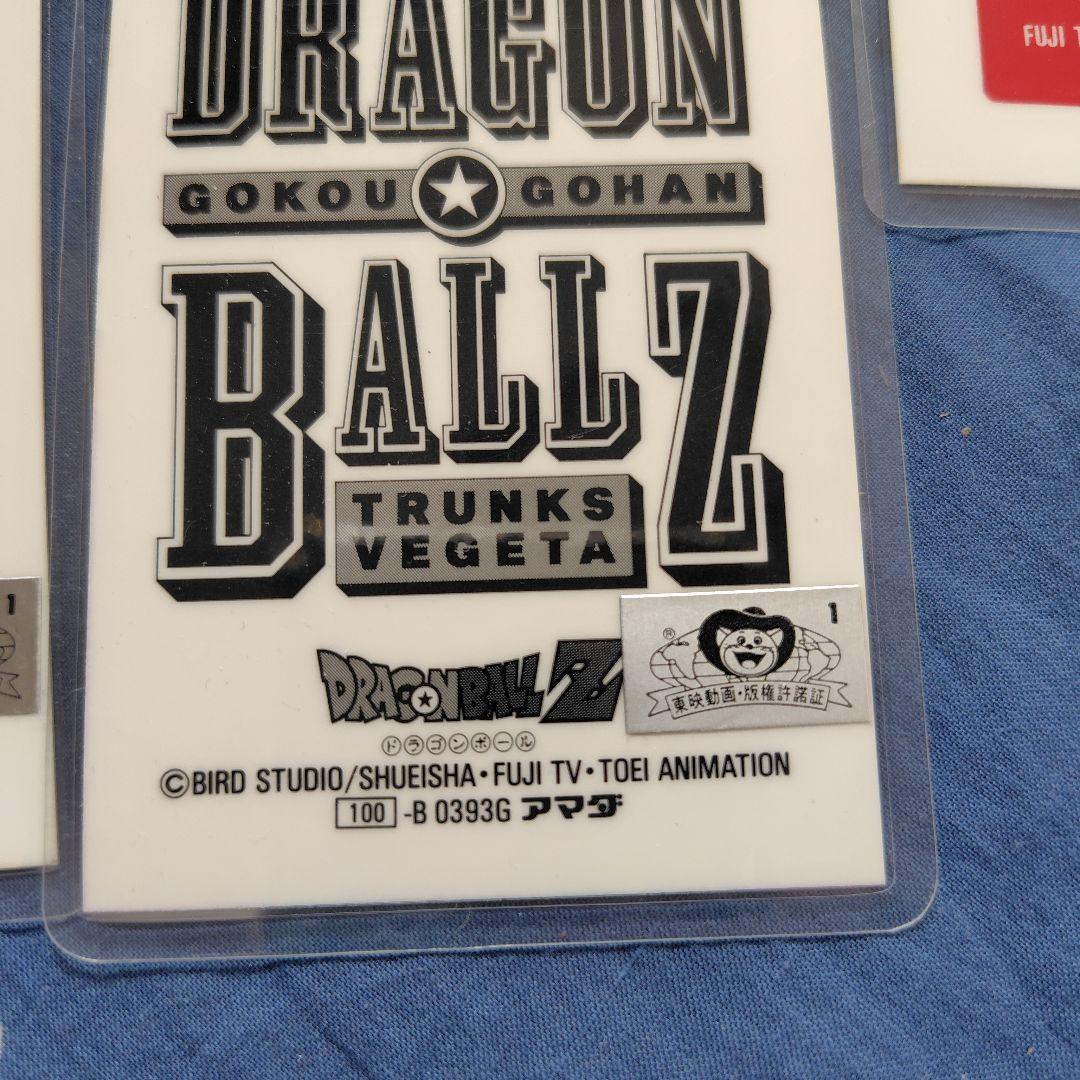 DRAGON
GOKOU ★ GOHAN
BALL Z
TRUNKS
VEGETA
1
® 1
東映動画・版権許諾証
DRAGONBALL Z
ドラゴンボール
©BIRD STUDIO/SHUEISHA・FUJI TV・TOEI ANIMATION
100 -B 0393G アマダ
FUJI